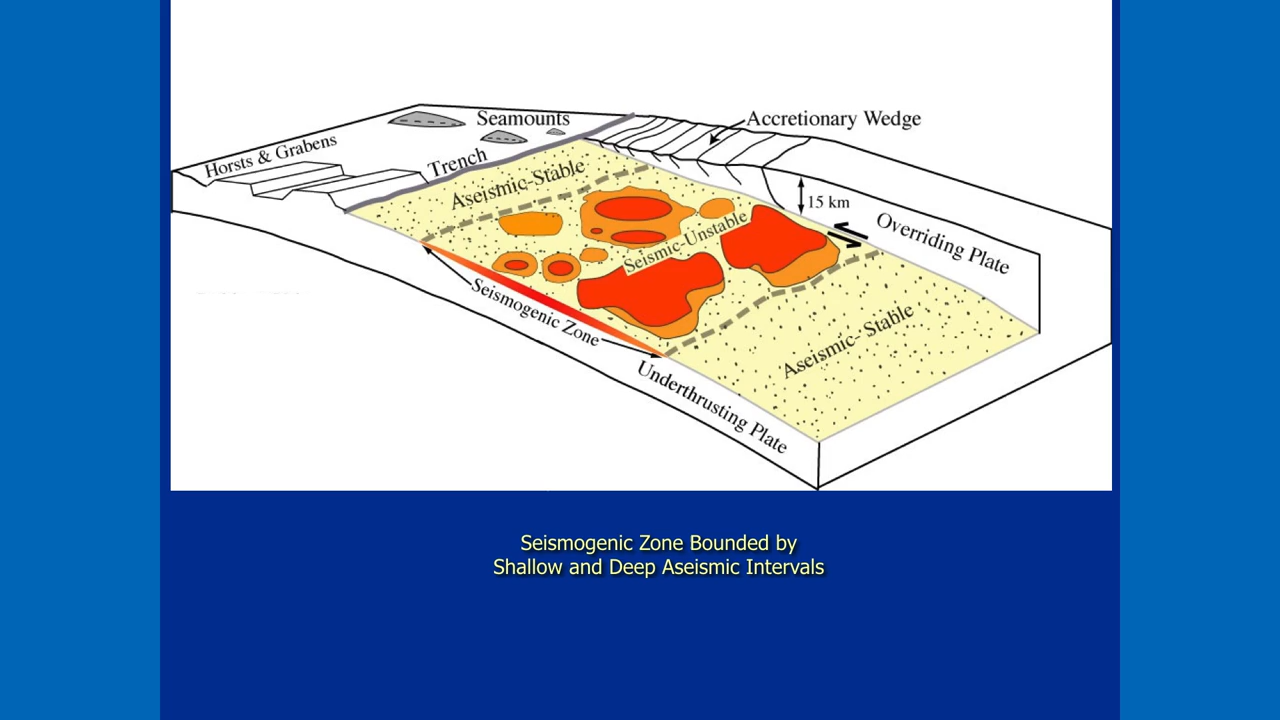 Seamounts
Accretionary Wedge
Horsts & Grabens
Trench
Aseismic-Stable
15 km
Overriding Plate
Seismic-Unstable
Seismogenic Zone
Aseismic- Stable
Underthrusting Plate
Seismogenic Zone Bounded by
Shallow and Deep Aseismic Intervals